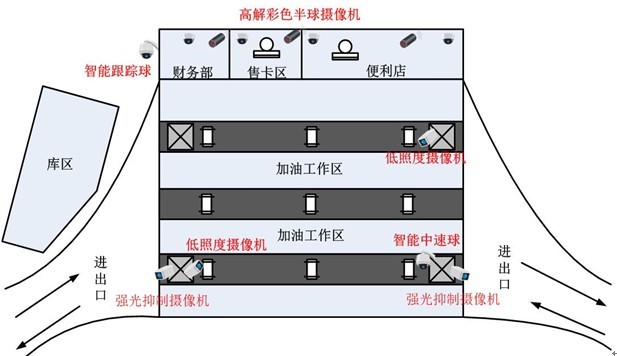 高解彩色半球摄像机
智能跟踪球
财务部
售卡区
便利店
低照度摄像机
库区
加油工作区
加油工作区
低照度摄像机
智能中速球
进出口
进出口
强光抑制摄像机
强光抑制摄像机